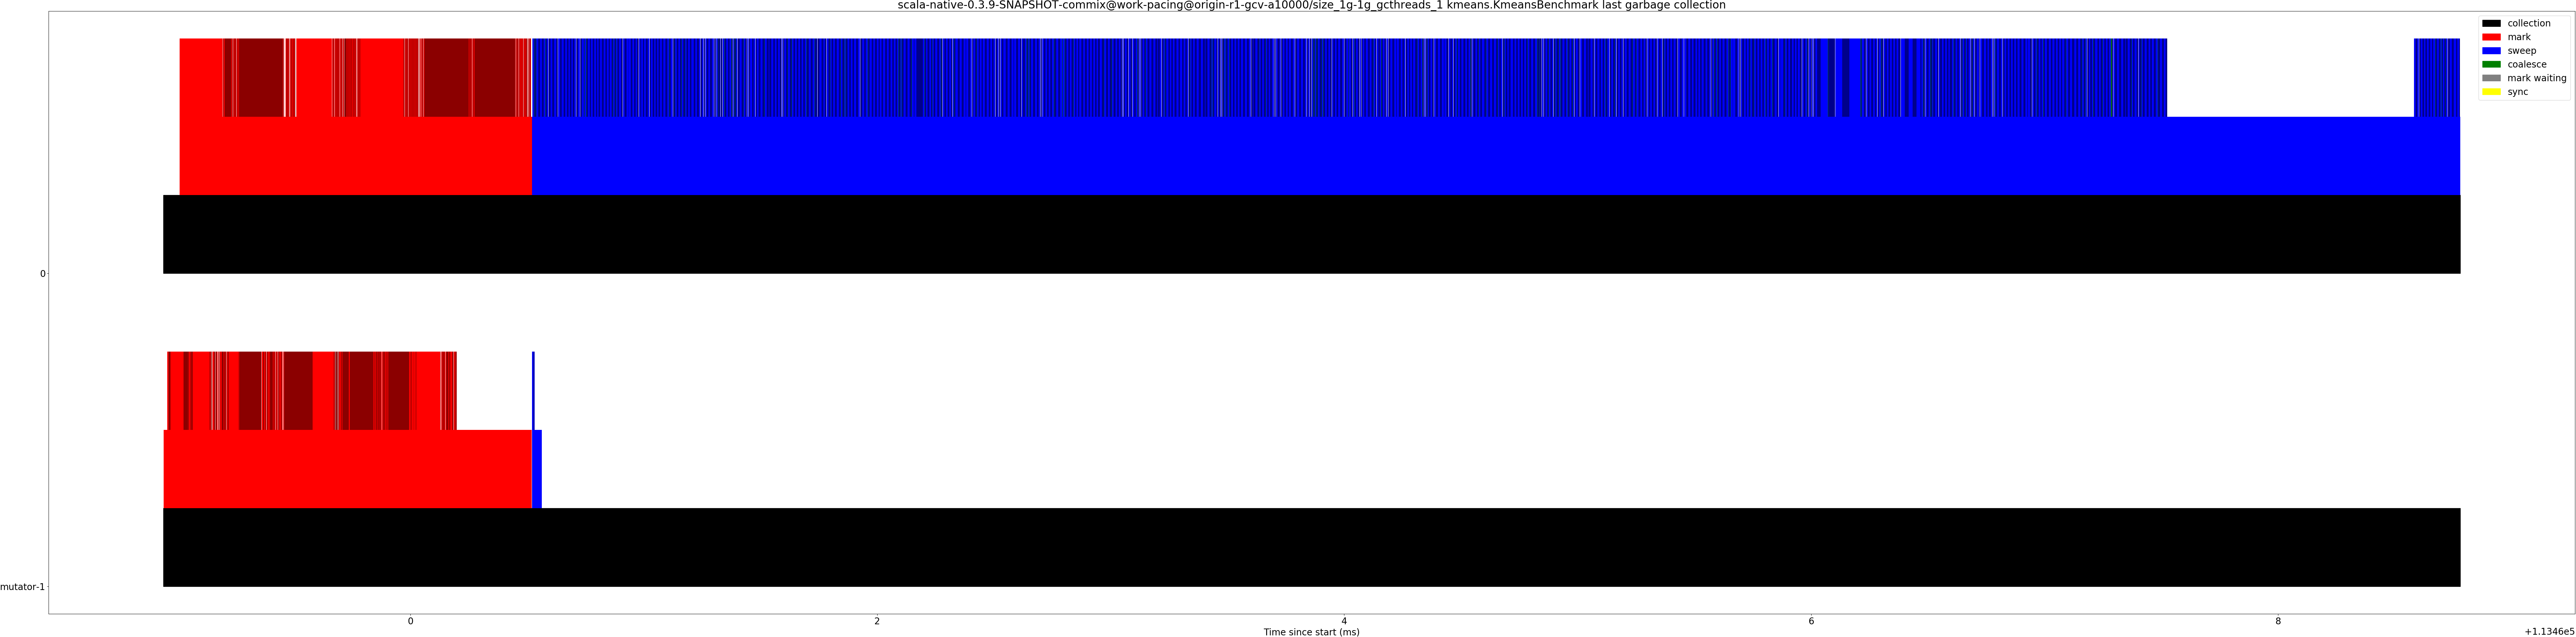 scala-native-0.3.9-SNAPSHOT-commix@work-pacing@origin-r1-gcv-a10000/size_1g-1g_gcthreads_1 kmeans.KmeansBenchmark last garbage collection
collection
mark
sweep
coalesce
mark waiting
sync
0
mutator-1
0 2 4 6 8
Time since start (ms)
+1.1346e5